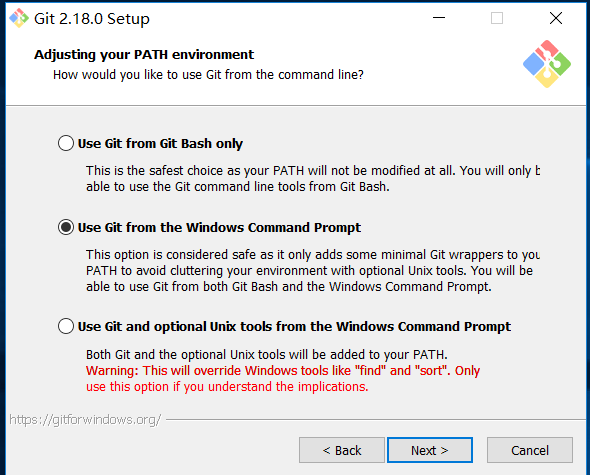 Git 2.18.0 Setup
Adjusting your PATH environment
How would you like to use Git from the command line?
Use Git from Git Bash only
This is the safest choice as your PATH will not be modified at all. You will only b
able to use the Git command line tools from Git Bash.
Use Git from the Windows Command Prompt
This option is considered safe as it only adds some minimal Git wrappers to you
PATH to avoid cluttering your environment with optional Unix tools. You will be
able to use Git from both Git Bash and the Windows Command Prompt.
Use Git and optional Unix tools from the Windows Command Prompt
Both Git and the optional Unix tools will be added to your PATH.
Warning: This will override Windows tools like "find" and "sort". Only
use this option if you understand the implications.
https://gitforwindows.org/
< Back Next > Cancel